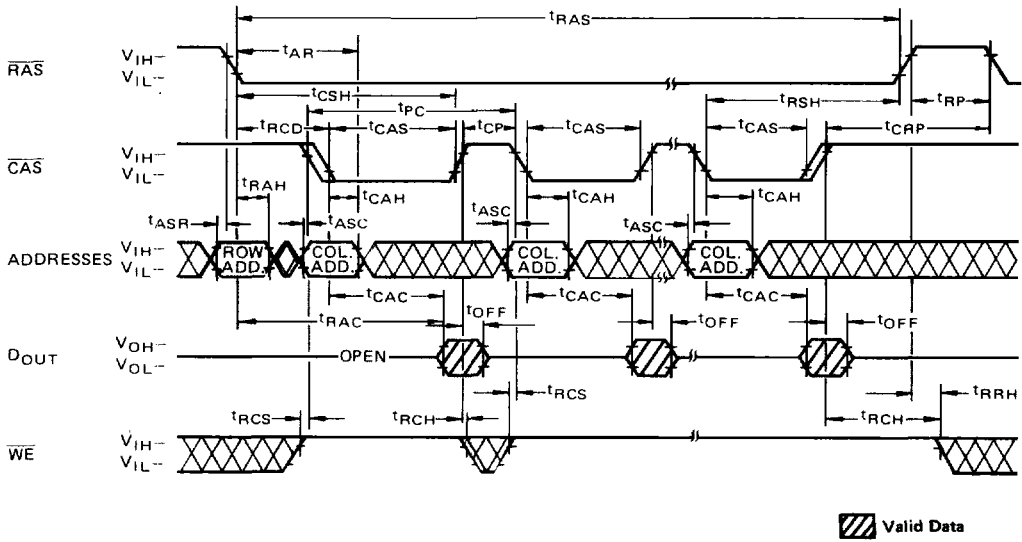 tRAS
tAR
RAS
VIH–
VIL–
tCSH
tPC
tRSH
tRP
tRCD
tCAS
tCP
tCAS
tCAS
tCRP
CAS
VIH–
VIL–
tRAH
tCAH
tCAH
tCAH
tASR
tASC
tASC
tASC
ADDRESSES
VIH–
VIL–
ROW ADD.
COL. ADD.
COL. ADD.
COL. ADD.
tCAC
tCAC
tCAC
tRAC
tOFF
tOFF
tOFF
DOUT
VOH–
VOL–
OPEN
tRCS
tRRH
tRCS
tRCH
tRCH
WE
VIH–
VIL–
Valid Data